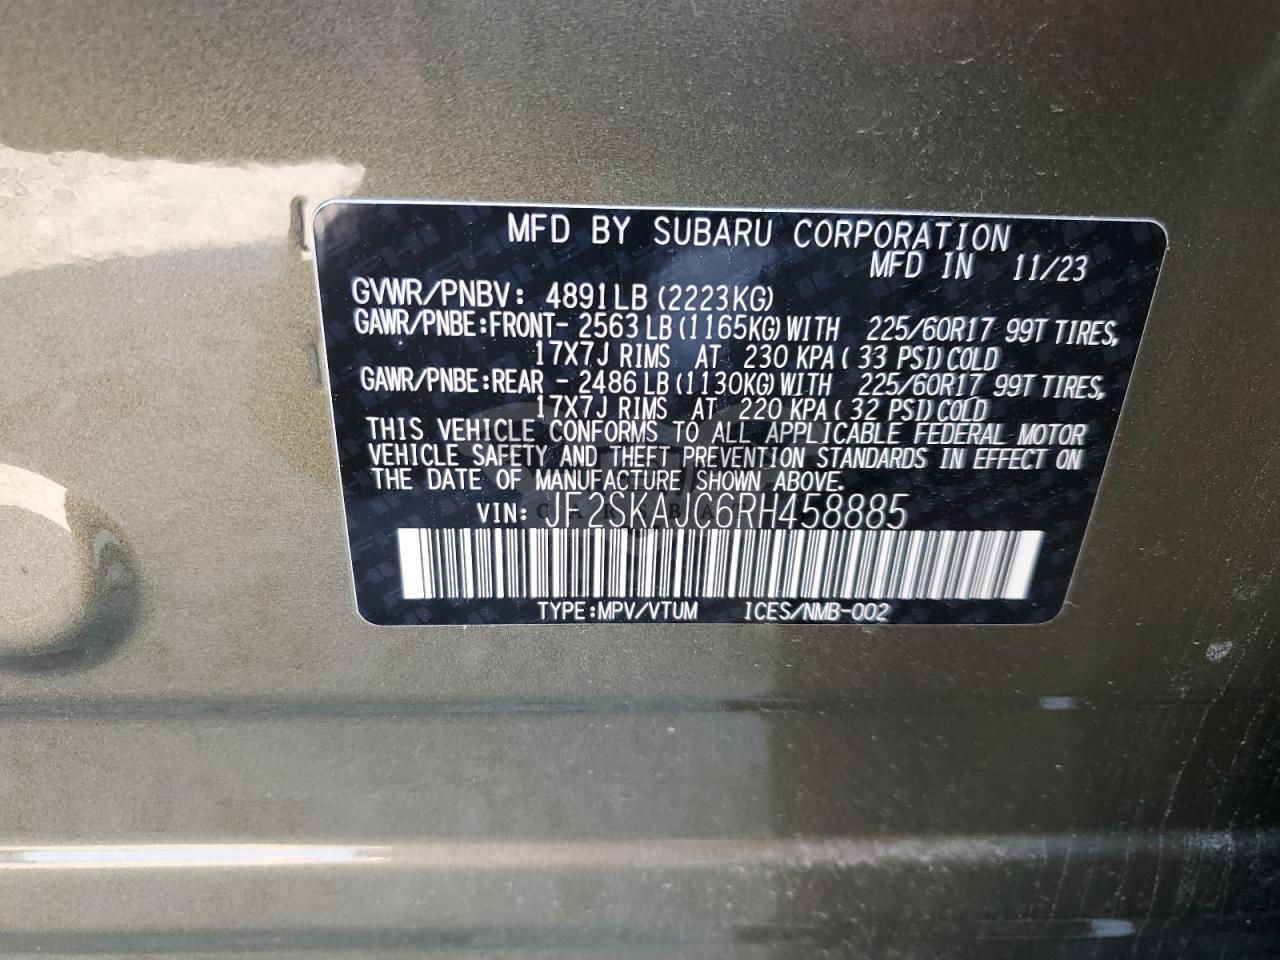 MFD BY SUBARU CORPORATION
MFD IN 11/23
GVWR/PNBV: 4891LB (2223KG)
GAWR/PNBE:FRONT- 2563 LB (1165KG) WITH 225/60R17 99T TIRES,
17X7J RIMS AT 230 KPA ( 33 PSI) COLD
GAWR/PNBE:REAR - 2486 LB (1130KG) WITH 225/60R17 99T TIRES,
17X7J RIMS AT 220 KPA ( 32 PSI) COLD
THIS VEHICLE CONFORMS TO ALL APPLICABLE FEDERAL MOTOR
VEHICLE SAFETY AND THEFT PREVENTION STANDARDS IN EFFECT ON
THE DATE OF MANUFACTURE SHOWN ABOVE.
VIN: JF2SKAJC6RH458885
TYPE:MPV/VTUM ICES/NMB-002